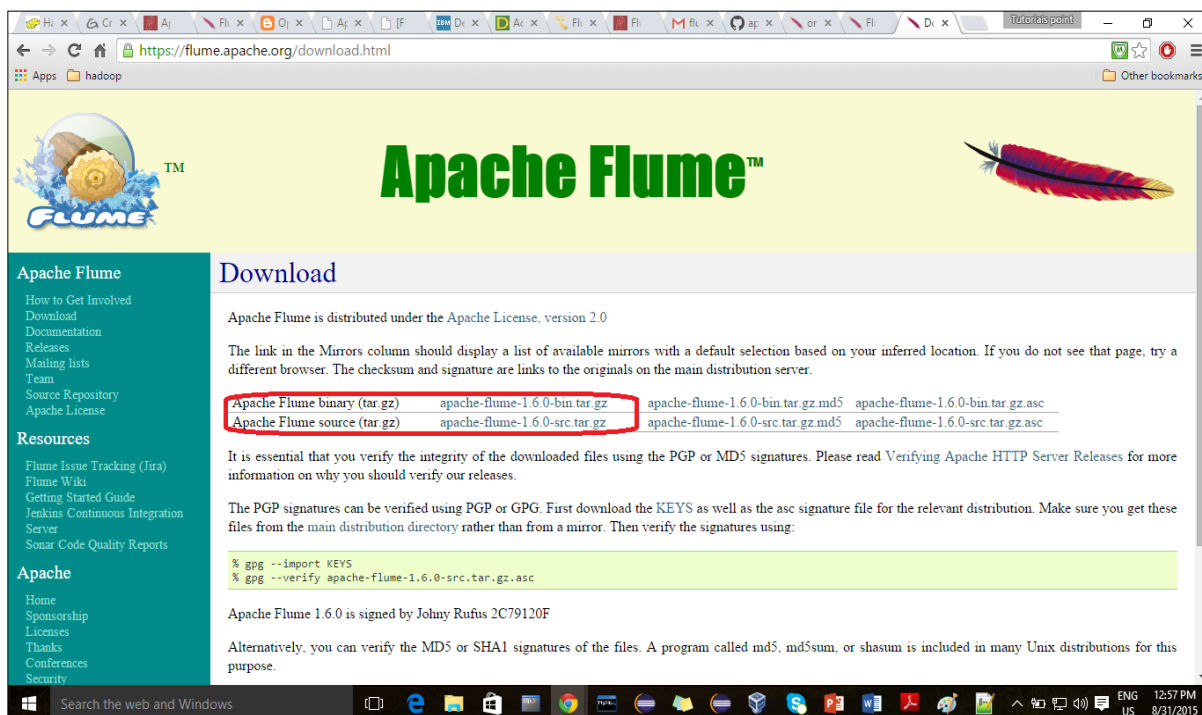 Tutorials point
https://flume.apache.org/download.html
Apps hadoop Other bookmarks
FLUME
TM
Apache Flume™
Apache Flume
How to Get Involved
Download
Documentation
Releases
Mailing lists
Team
Source Repository
Apache License
Resources
Flume Issue Tracking (Jira)
Flume Wiki
Getting Started Guide
Jenkins Continuous Integration
Server
Sonar Code Quality Reports
Apache
Home
Sponsorship
Licenses
Thanks
Conferences
Security
Download
Apache Flume is distributed under the Apache License, version 2.0
The link in the Mirrors column should display a list of available mirrors with a default selection based on your inferred location. If you do not see that page, try a
different browser. The checksum and signature are links to the originals on the main distribution server.
Apache Flume binary (tar.gz) apache-flume-1.6.0-bin.tar.gz apache-flume-1.6.0-bin.tar.gz.md5 apache-flume-1.6.0-bin.tar.gz.asc
Apache Flume source (tar.gz) apache-flume-1.6.0-src.tar.gz apache-flume-1.6.0-src.tar.gz.md5 apache-flume-1.6.0-src.tar.gz.asc
It is essential that you verify the integrity of the downloaded files using the PGP or MD5 signatures. Please read Verifying Apache HTTP Server Releases for more
information on why you should verify our releases.
The PGP signatures can be verified using PGP or GPG. First download the KEYS as well as the asc signature file for the relevant distribution. Make sure you get these
files from the main distribution directory rather than from a mirror. Then verify the signatures using:
% gpg --import KEYS
% gpg --verify apache-flume-1.6.0-src.tar.gz.asc
Apache Flume 1.6.0 is signed by Johny Rufus 2C79120F
Alternatively, you can verify the MD5 or SHA1 signatures of the files. A program called md5, md5sum, or shasum is included in many Unix distributions for this
purpose.
Search the web and Windows
ENG 12:57 PM
US 8/31/2015